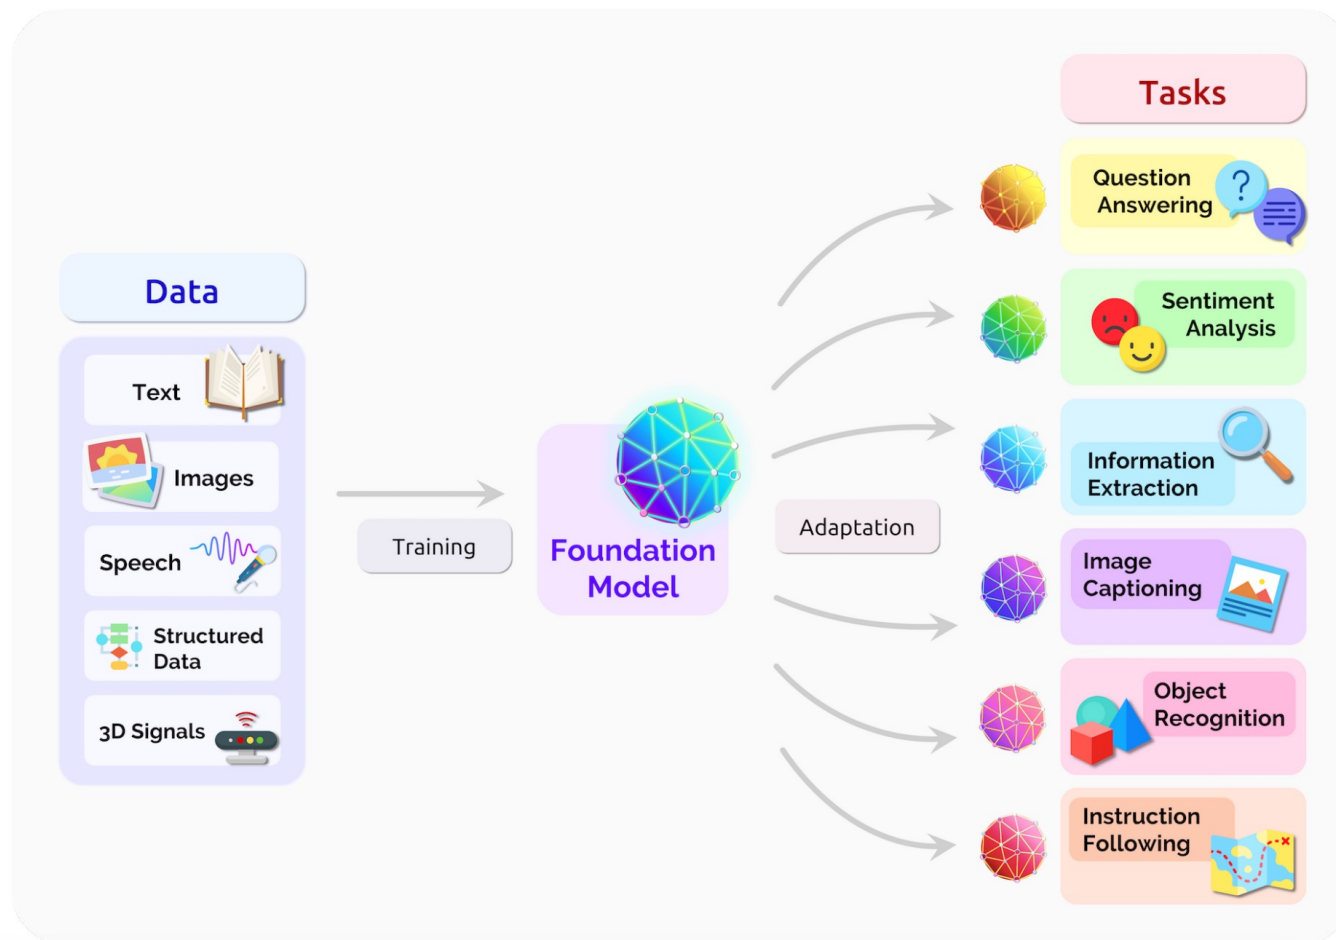 Data
Text
Images
Speech
Structured
Data
3D Signals
Training
Foundation
Model
Adaptation
Tasks
Question
Answering
?
Sentiment
Analysis
Information
Extraction
Image
Captioning
Object
Recognition
Instruction
Following